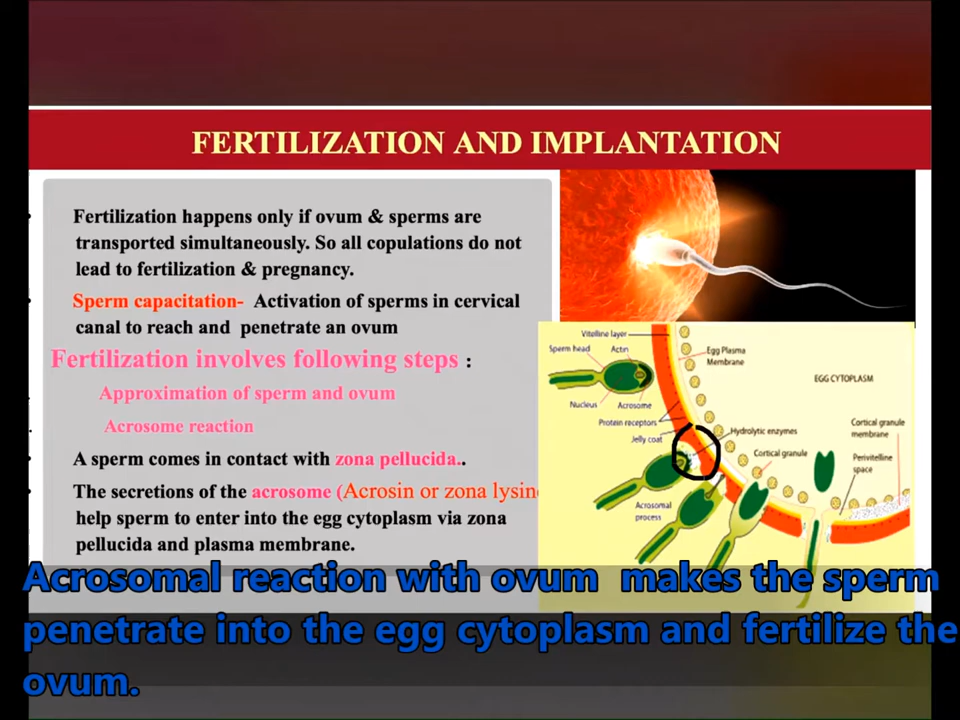 FERTILIZATION AND IMPLANTATION
Fertilization happens only if ovum & sperms are
transported simultaneously. So all copulations do not
lead to fertilization & pregnancy.
Sperm capacitation- Activation of sperms in cervical
canal to reach and penetrate an ovum
Fertilization involves following steps :
Approximation of sperm and ovum
Acrosome reaction
A sperm comes in contact with zona pellucida..
The secretions of the acrosome (Acrosin or zona lysin
help sperm to enter into the egg cytoplasm via zona
pellucida and plasma membrane.
Vitelline layer
Sperm head
Actin
Egg Plasma
Membrane
EGG CYTOPLASM
Nucleus
Acrosome
Protein receptors
Jelly coat
Hydrolytic enzymes
Cortical granule
Cortical granule
membrane
Perivitelline
space
Acrosomal
process
Acrosomal reaction with ovum makes the sperm
penetrate into the egg cytoplasm and fertilize the
ovum.